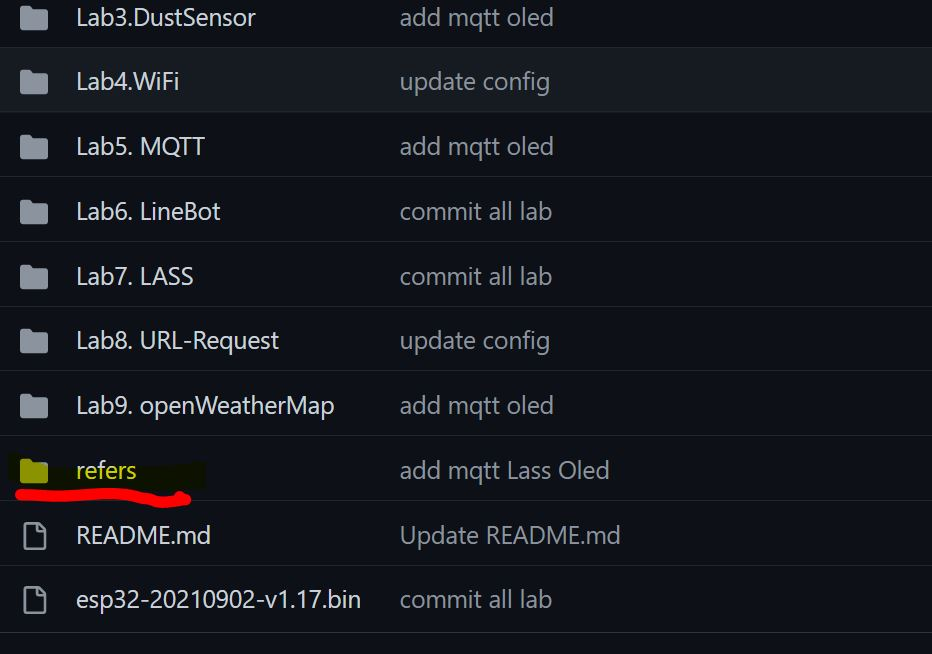 Lab3.DustSensor add mqtt oled
Lab4.WiFi update config
Lab5. MQTT add mqtt oled
Lab6. LineBot commit all lab
Lab7. LASS commit all lab
Lab8. URL-Request update config
Lab9. openWeatherMap add mqtt oled
refers add mqtt Lass Oled
README.md Update README.md
esp32-20210902-v1.17.bin commit all lab